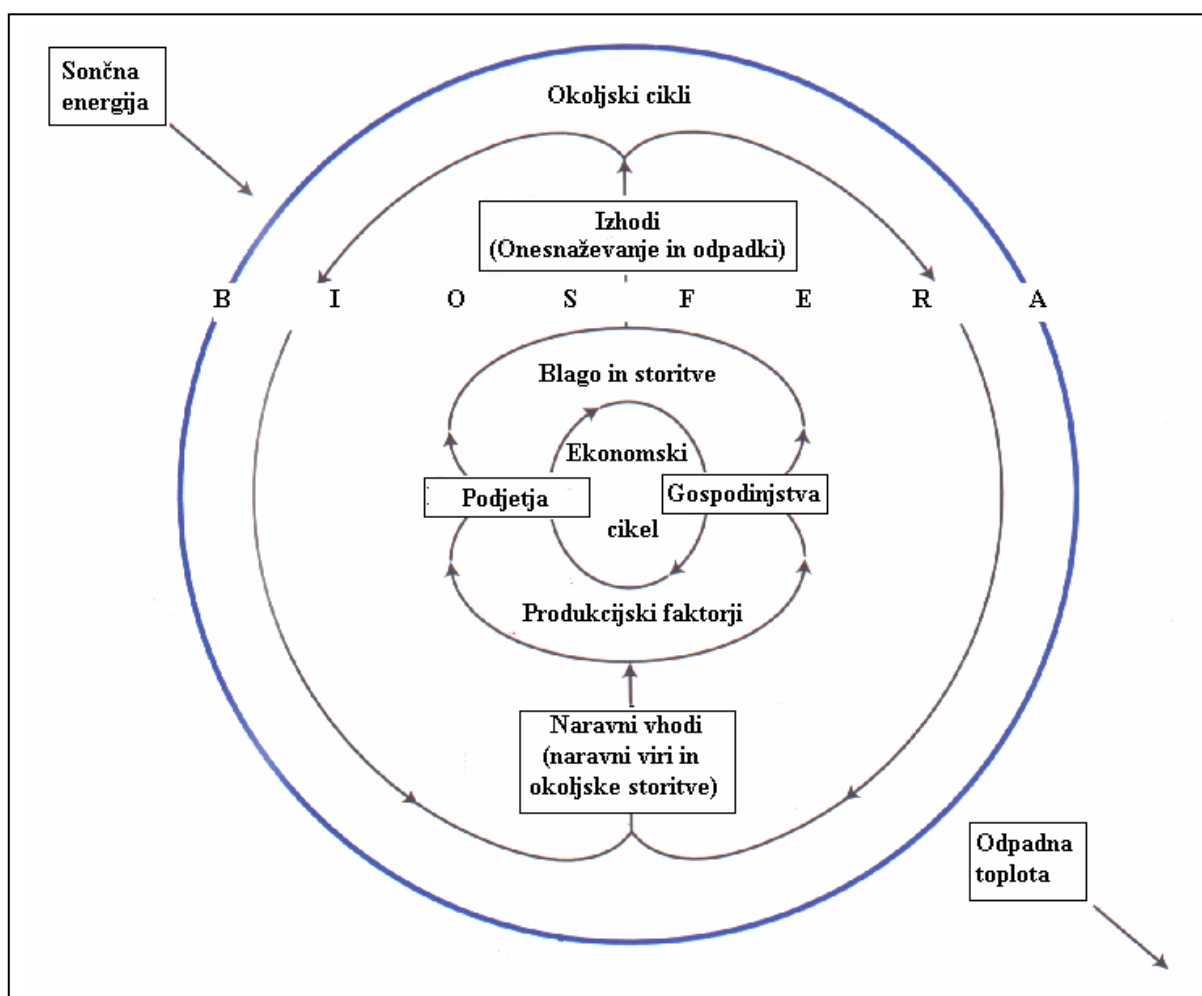 Sončna
energija
Okoljski cikli
Izhodi
(Onesnaževanje in odpadki)
B I O S F E R A
Blago in storitve
Ekonomski
Podjetja
Gospodinjstva
cikel
Produkcijski faktorji
Naravni vhodi
(naravni viri in
okoljske storitve)
Odpadna
toplota